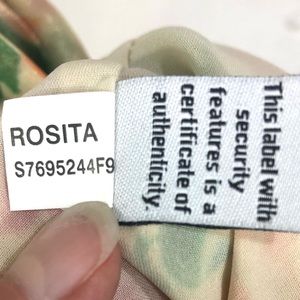 ROSITA
S7695244F9
This label with
security
features is a
certificate of
authenticity.